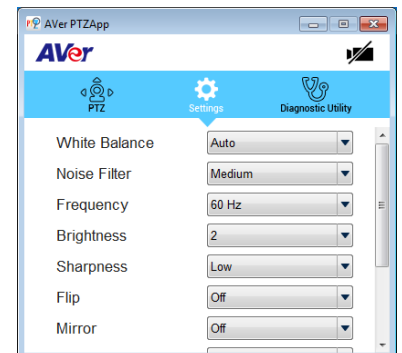 AVer PTZApp
AVer
PTZ
Settings
Diagnostic Utility
White Balance Auto
Noise Filter Medium
Frequency 60 Hz
Brightness 2
Sharpness Low
Flip Off
Mirror Off